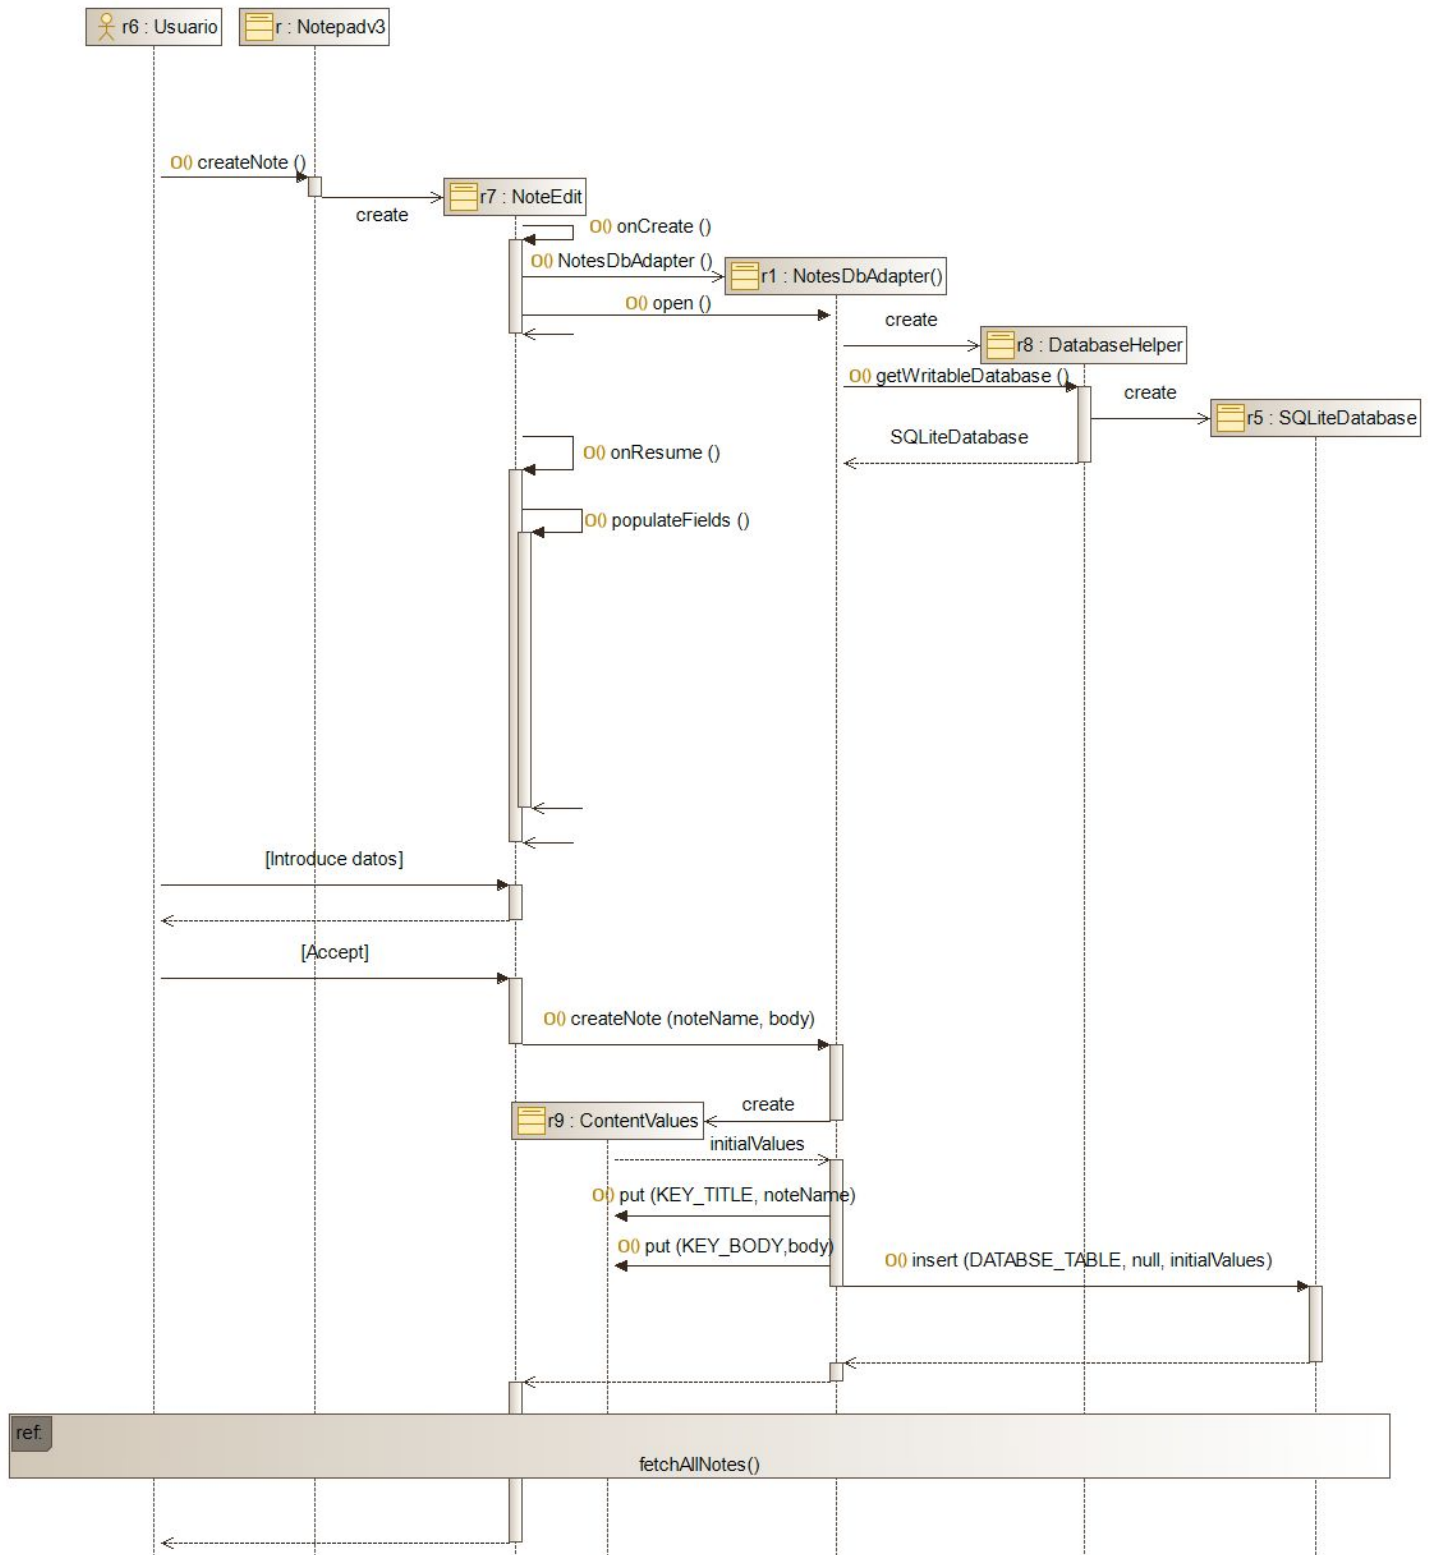 r6 : Usuario
r : Notepadv3
O() createNote ()
create
r7 : NoteEdit
O() onCreate ()
O() NotesDbAdapter ()
r1 : NotesDbAdapter()
O() open ()
create
r8 : DatabaseHelper
O() getWritableDatabase ()
create
r5 : SQLiteDatabase
SQLiteDatabase
O() onResume ()
O() populateFields ()
[Introduce datos]
[Accept]
O() createNote (noteName, body)
create
r9 : ContentValues
initialValues
O() put (KEY_TITLE, noteName)
O() put (KEY_BODY,body)
O() insert (DATABSE_TABLE, null, initialValues)
ref:
fetchAllNotes()